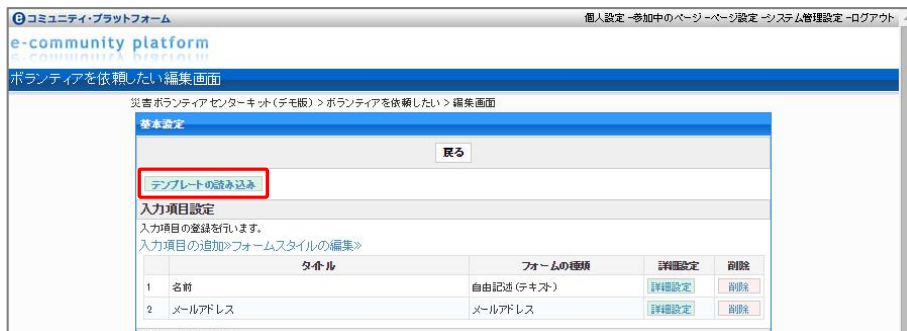 eコミュニティ・プラットフォーム 個人設定 -参加中のページ -ページ設定 -システム管理設定 -ログアウト
e-community platform
ボランティアを依頼したい 編集画面
災害ボランティアセンターキット(デモ版) > ボランティアを依頼したい > 編集画面
基本設定
戻る
テンプレートの読み込み
入力項目設定
入力項目の登録を行います。
入力項目の追加»フォームスタイルの編集»
タイトル フォームの種類 詳細設定 削除
1 名前 自由記述(テキスト) 詳細設定 削除
2 メールアドレス メールアドレス 詳細設定 削除